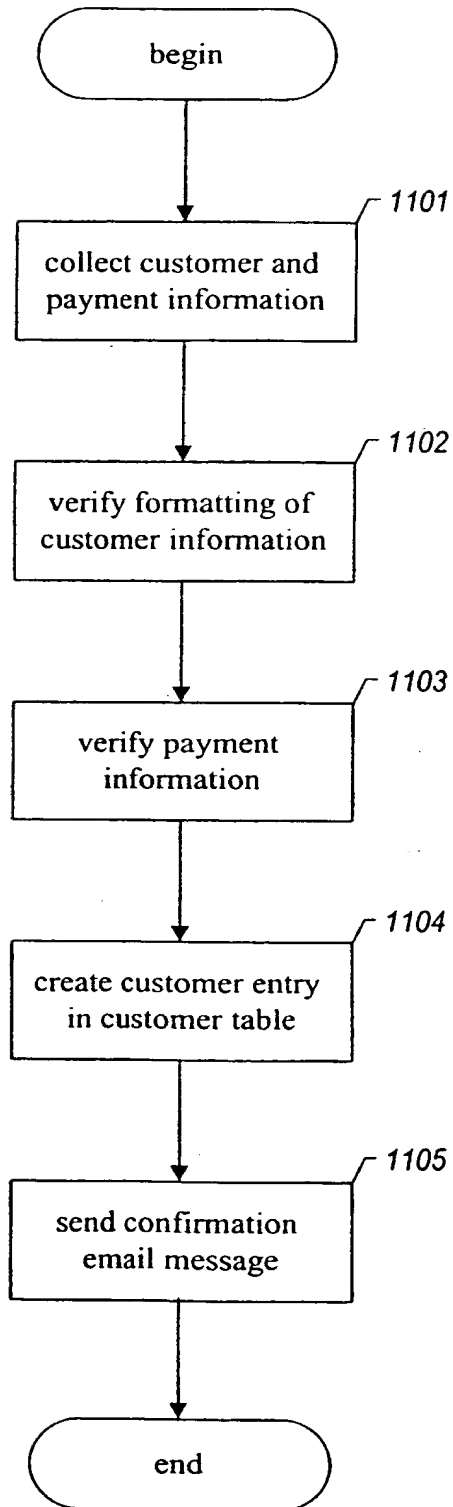 begin
1101
collect customer and
payment information
1102
verify formatting of
customer information
1103
verify payment
information
1104
create customer entry
in customer table
1105
send confirmation
email message
end